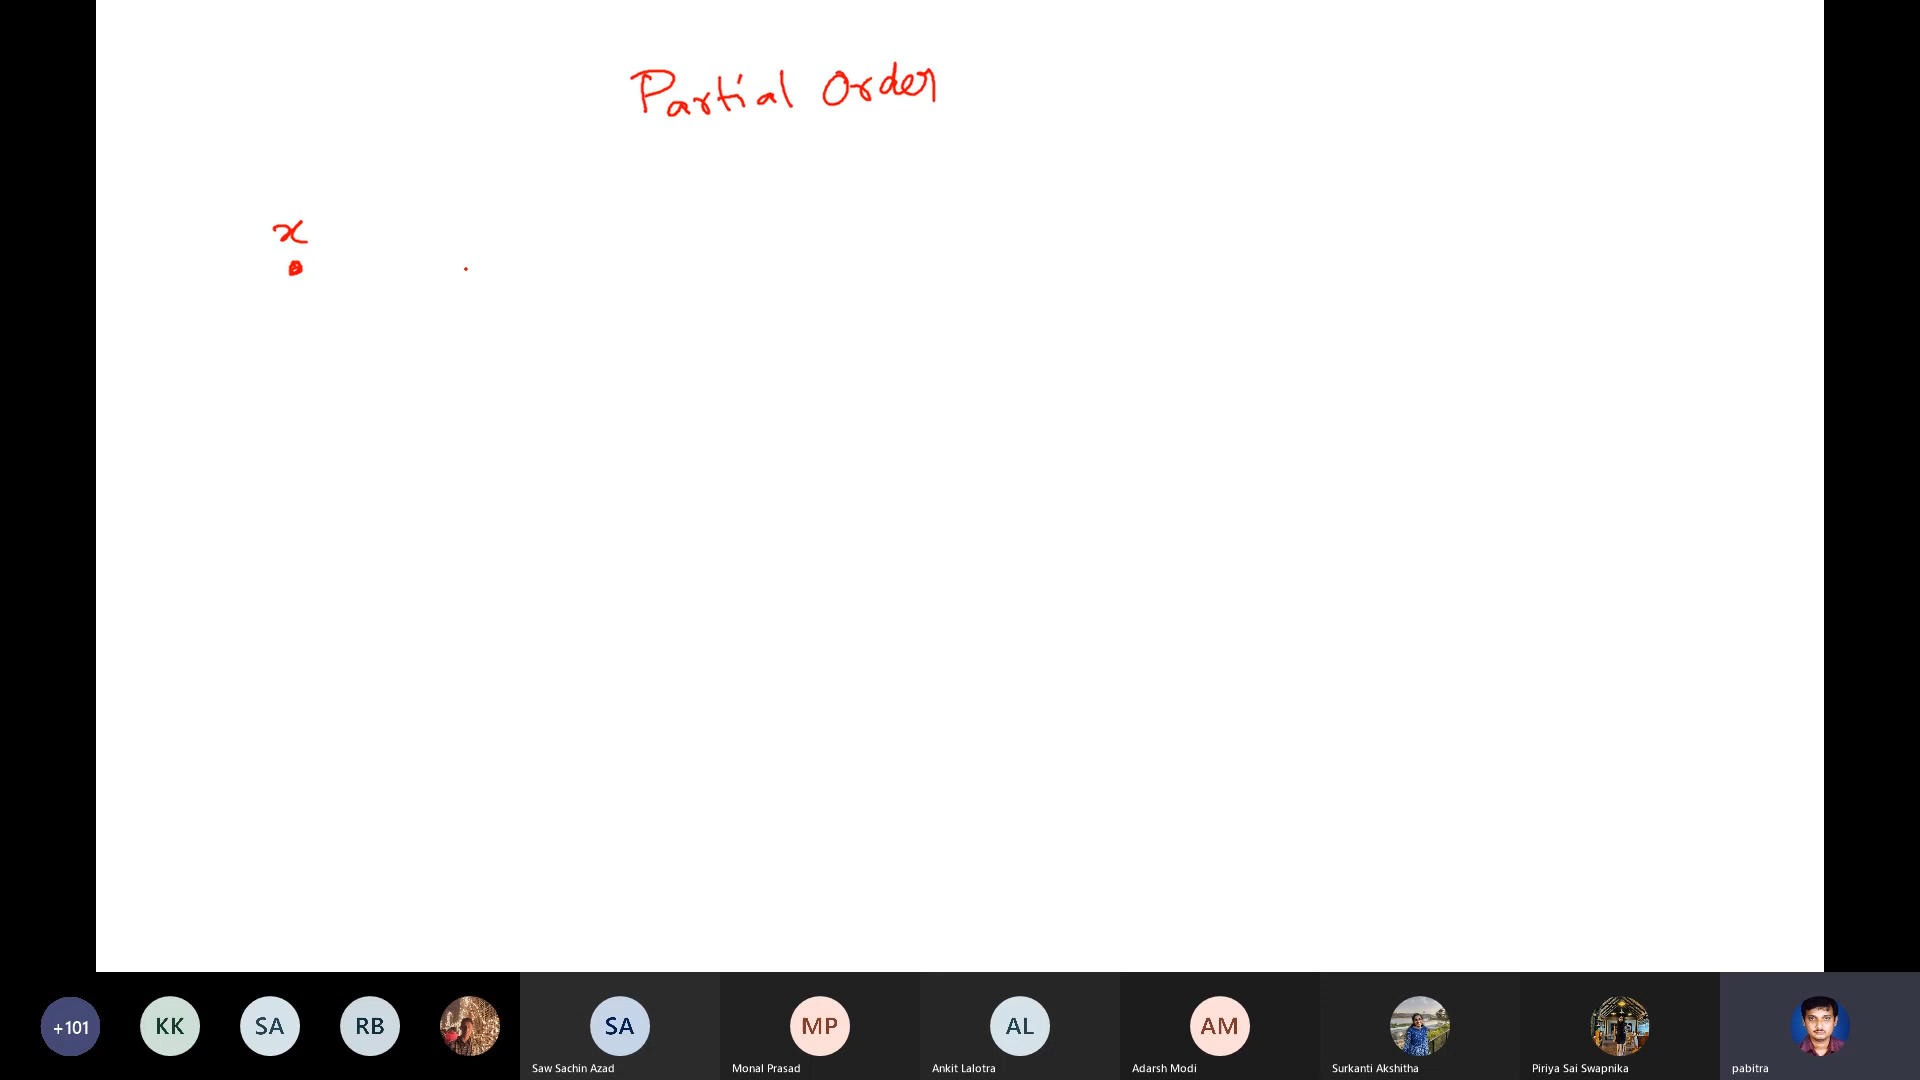 Partial Order
x
+101 KK SA RB SA MP AL AM
Saw Sachin Azad Monal Prasad Ankit Lalotra Adarsh Modi Surkanti Akshitha Piriya Sai Swapnika pabitra